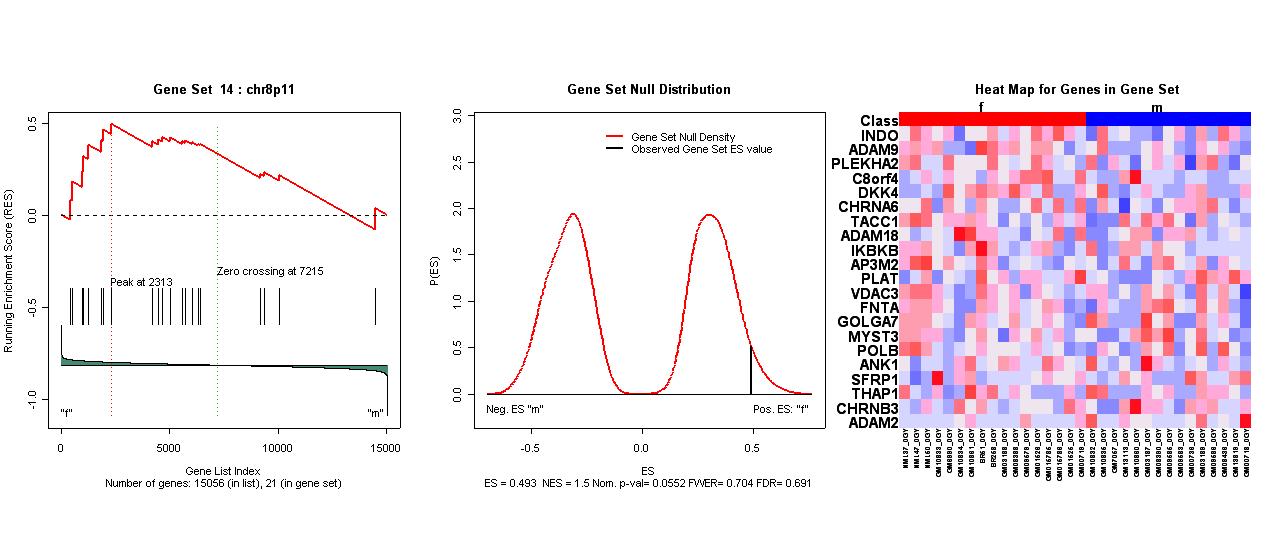 Gene Set  14 : chr8p11
Running Enrichment Score (RES)
0.5
0.0
-0.5
-1.0
Peak at 2313
Zero crossing at 7215
"f"
"m"
0
5000
10000
15000
Gene List Index
Number of genes: 15056 (in list), 21 (in gene set)
Gene Set Null Distribution
P(ES)
3.0
2.5
2.0
1.5
1.0
0.5
0.0
Gene Set Null Density
Observed Gene Set ES value
Neg. ES "m"
Pos. ES: "f"
-0.5
0.0
0.5
ES
ES = 0.493  NES = 1.5 Nom. p-val= 0.0552 FWER= 0.704 FDR= 0.691
Heat Map for Genes in Gene Set
f
m
Class
INDO
ADAM9
PLEKHA2
C8orf4
DKK4
CHRNA6
TACC1
ADAM18
IKBKB
AP3M2
PLAT
VDAC3
FNTA
GOLGA7
MYST3
POLB
ANK1
SFRP1
THAP1
CHRNB3
ADAM2